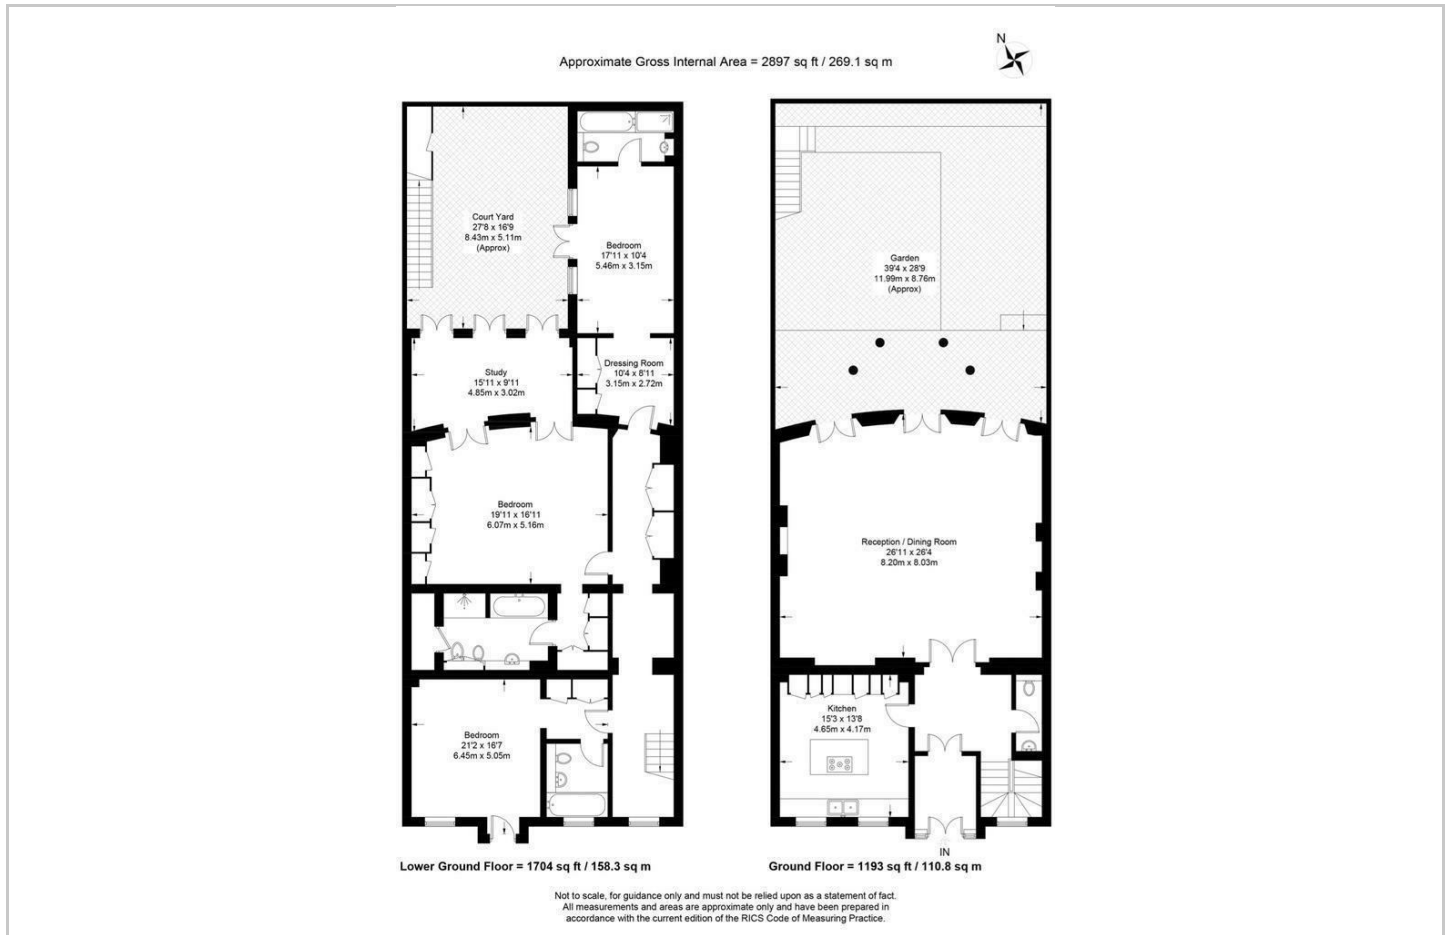 N
Approximate Gross Internal Area = 2897 sq ft / 269.1 sq m
Court Yard
27'8 x 16'9
8.43m x 5.11m
(Approx)
Bedroom
17'11 x 10'4
5.46m x 3.15m
Study
15'11 x 9'11
4.85m x 3.02m
Dressing Room
10'4 x 8'11
3.15m x 2.72m
Bedroom
19'11 x 16'11
6.07m x 5.16m
Bedroom
21'2 x 16'7
6.45m x 5.05m
Lower Ground Floor = 1704 sq ft / 158.3 sq m
Garden
39'4 x 28'9
11.99m x 8.76m
(Approx)
Reception / Dining Room
26'11 x 26'4
8.20m x 8.03m
Kitchen
15'3 x 13'8
4.65m x 4.17m
IN
Ground Floor = 1193 sq ft / 110.8 sq m
Not to scale, for guidance only and must not be relied upon as a statement of fact.
All measurements and areas are approximate only and have been prepared in
accordance with the current edition of the RICS Code of Measuring Practice.